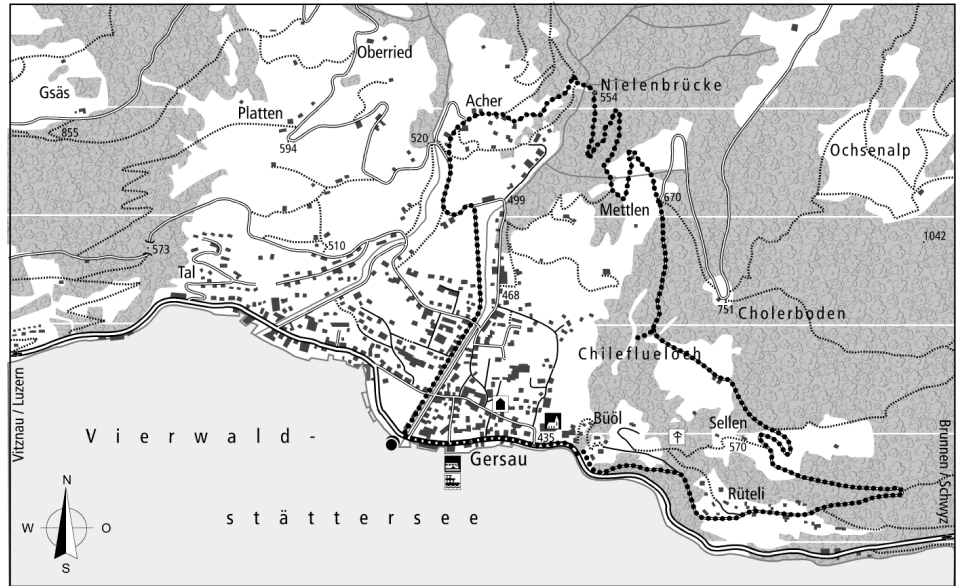 Oberried
Gsäs
Nielenbrücke
554
Platten
Acher
855
594
520
Ochsenalp
499
670
Mettlen
510
573
1042
Tal
468
751
Cholerboden
Chileflueloch
Vitznau / Luzern
Vierwald-
Büöl
Sellen
435
570
Brunnen / Schwyz
Gersau
Rüteli
N
stättersee
W
O
S